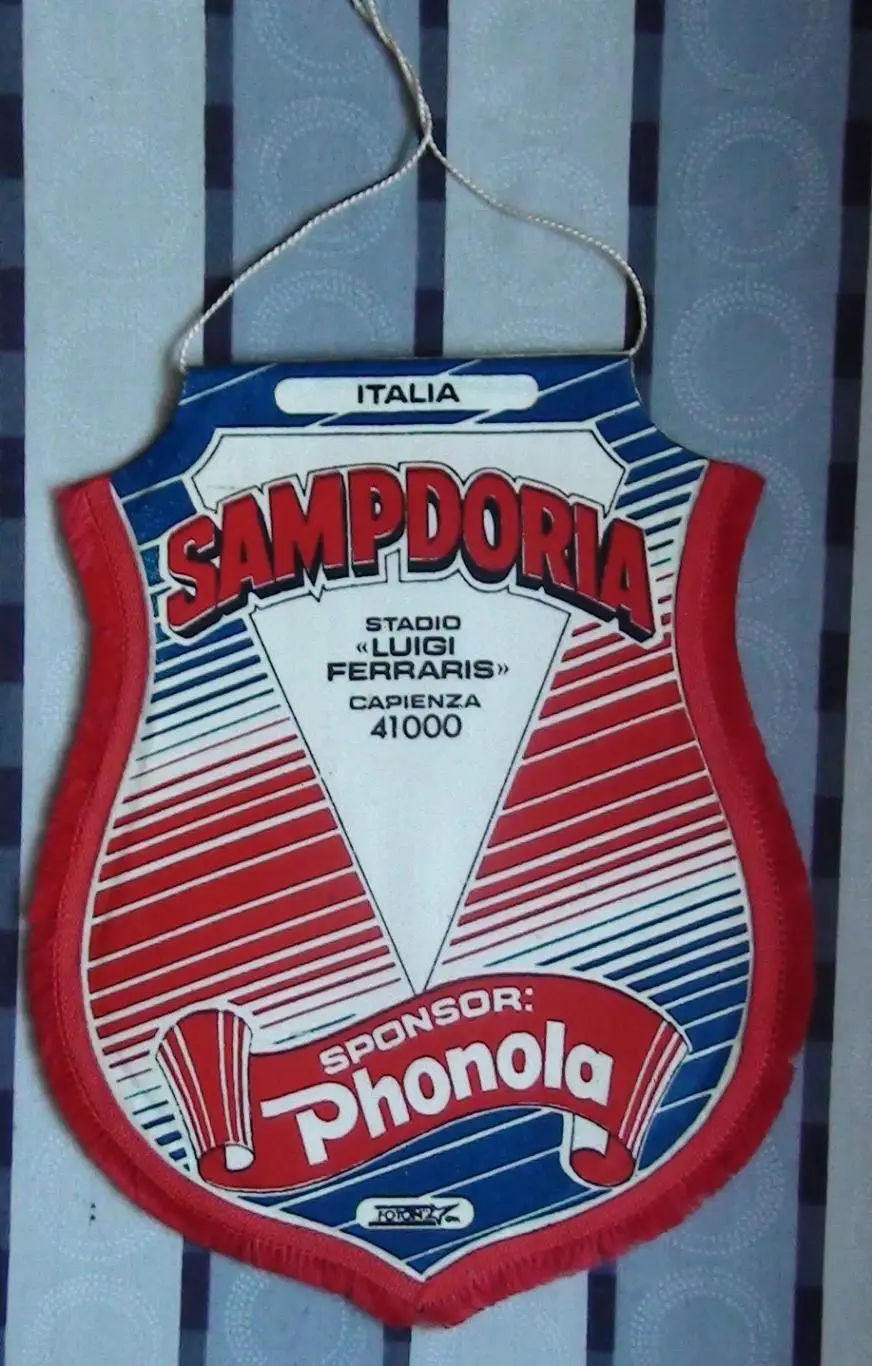 ITALIA
SAMPDORIA
STADIO
«LUIGI
FERRARIS»
CAPIENZA
41000
SPONSOR:
Phonola